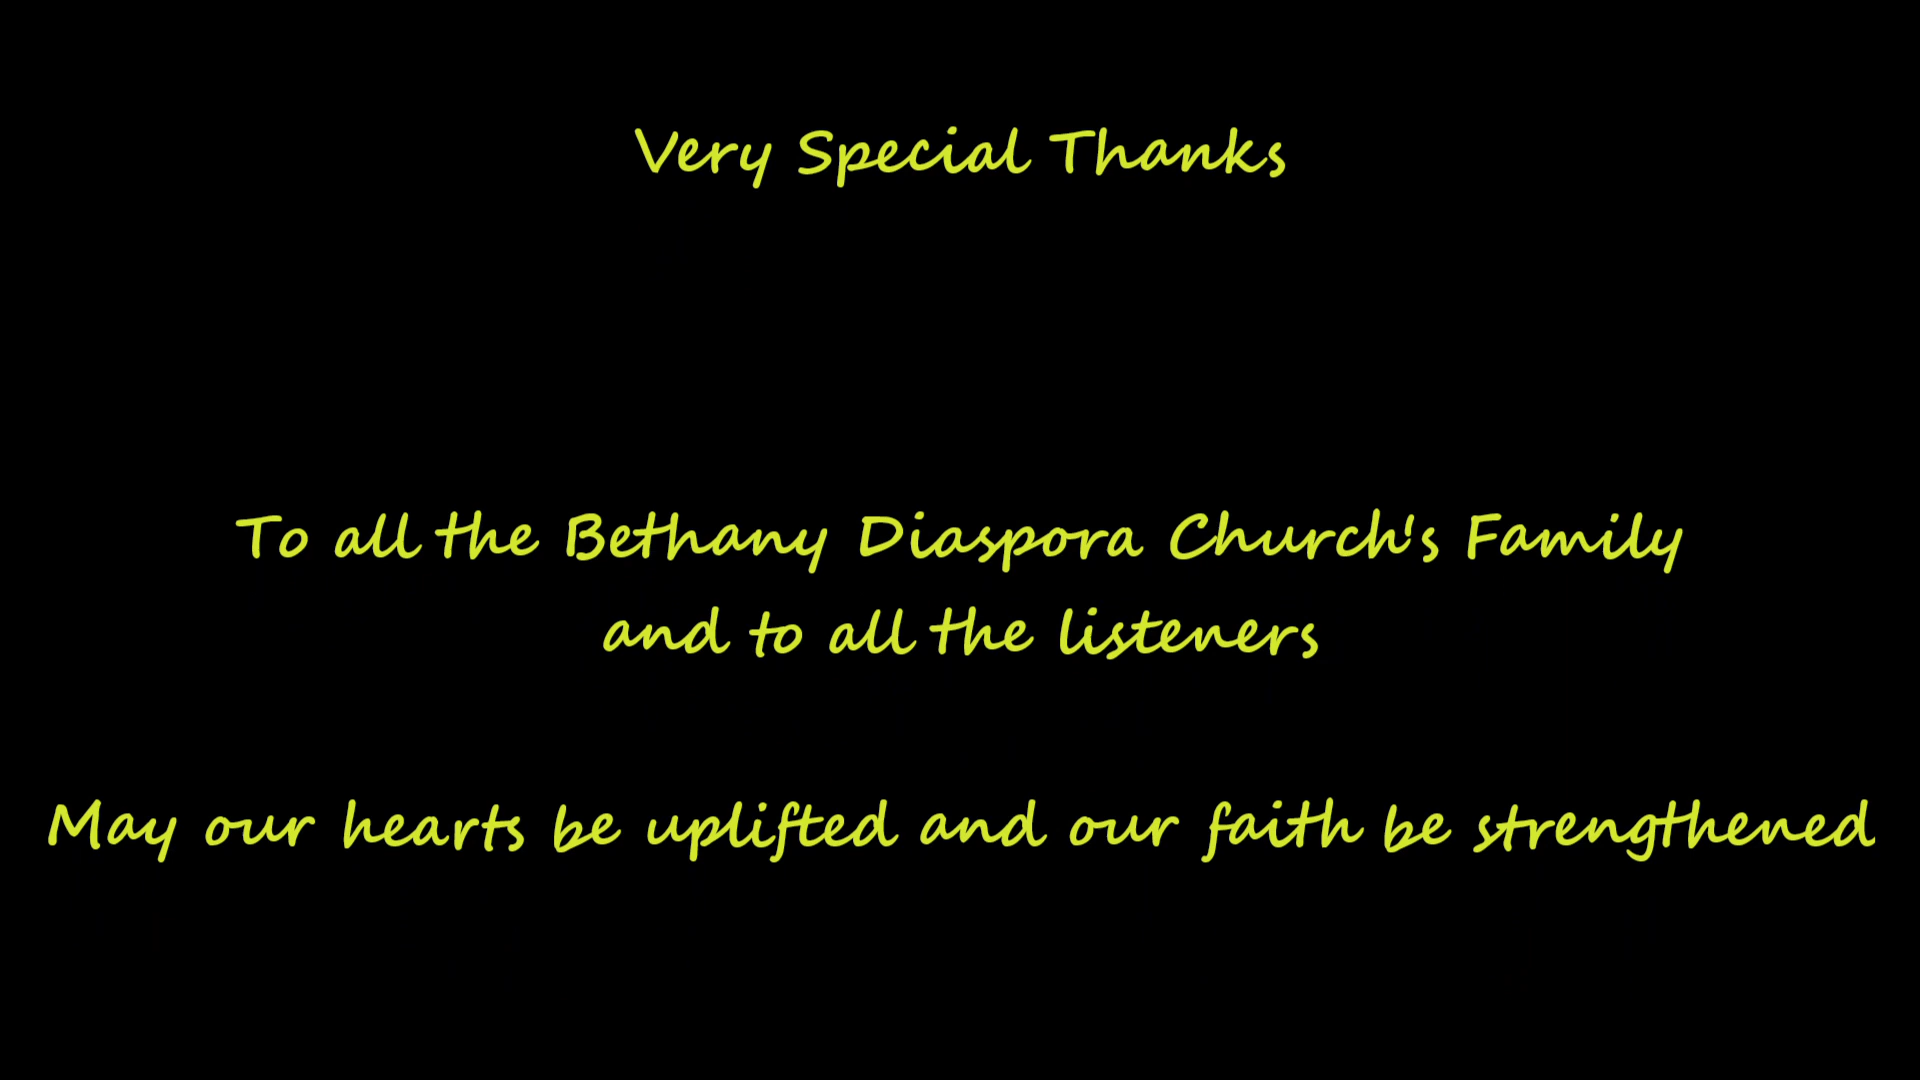 Very Special Thanks
To all the Bethany Diaspora Church's Family
and to all the listeners
May our hearts be uplifted and our faith be strengthened